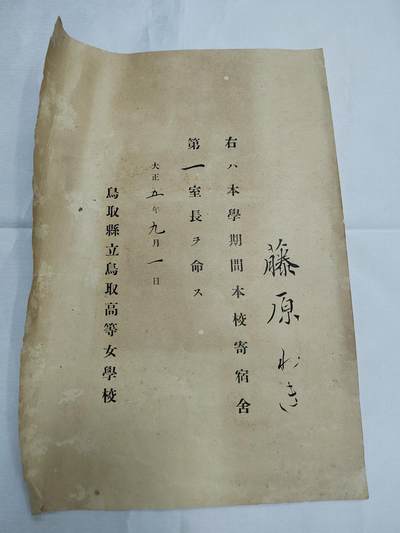 藤原
右ハ本學期間本校寄宿舍
第一室長ヲ命ス
大正五年九月一日
鳥取縣立鳥取高等女學校